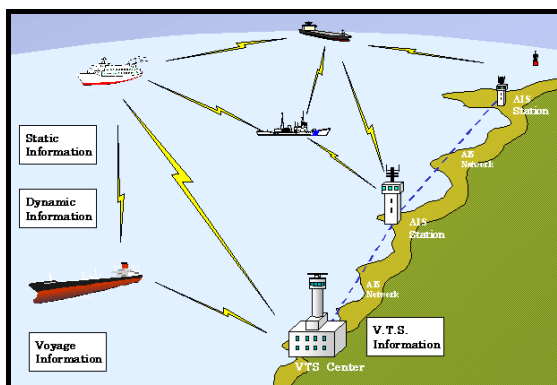 AIS
Station
Static
Information
AIS
Network
Dynamic
Information
AIS
Station
AIS
Network
Voyage
Information
V.T.S.
Information
VTS Center